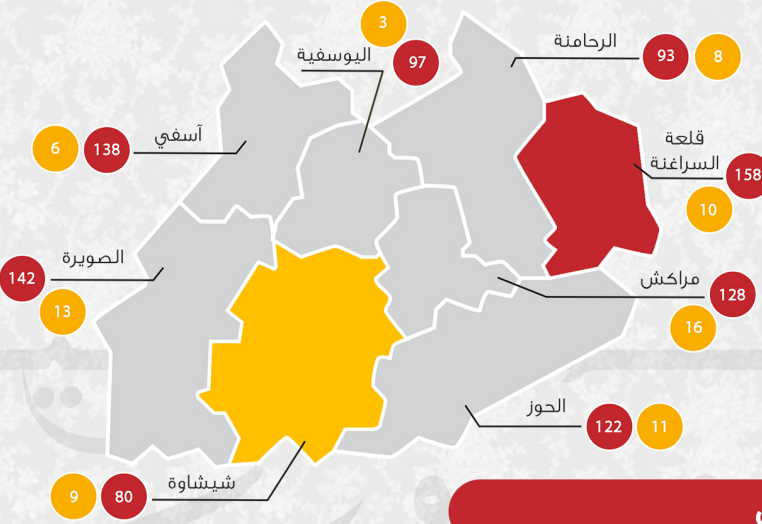 3
اليوسفية
97
الرحامنة
93
8
آسفي
138
6
قلعة
السراغنة
158
10
الصويرة
142
13
مراكش
128
16
الحوز
122
11
شيشاوة
80
9